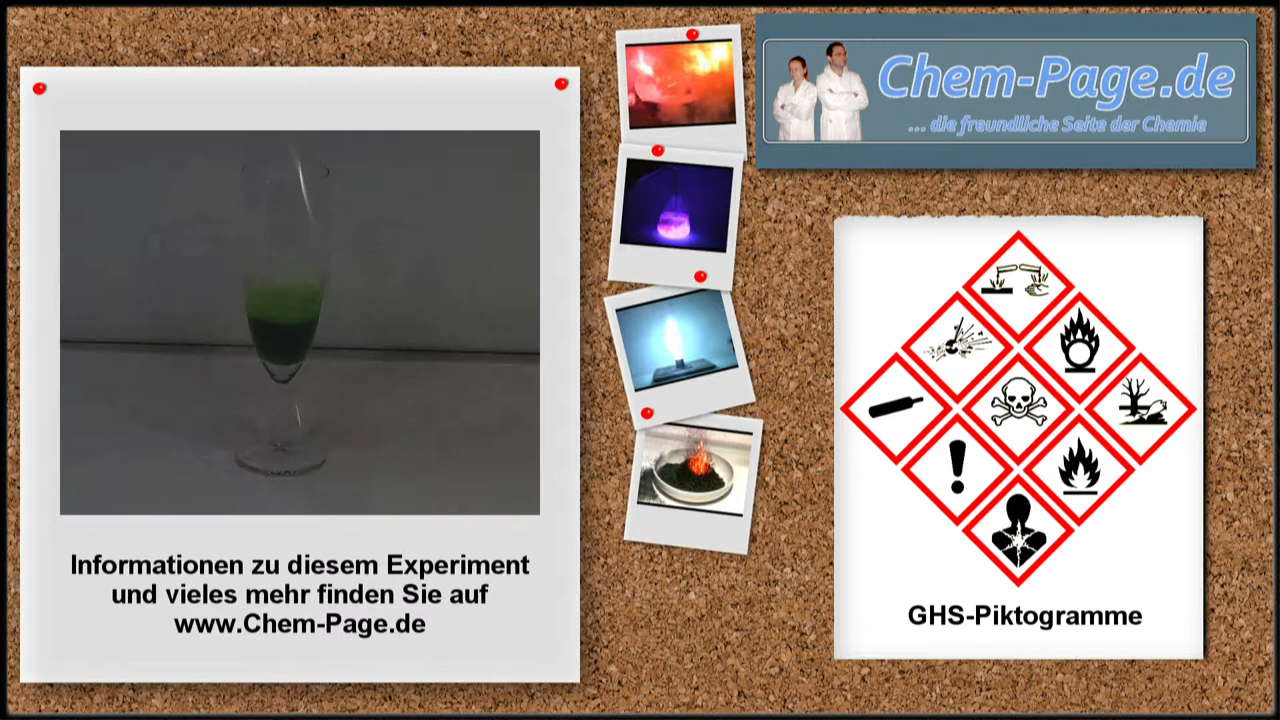 Chem-Page.de
... die freundliche Seite der Chemie
Informationen zu diesem Experiment
und vieles mehr finden Sie auf
www.Chem-Page.de
GHS-Piktogramme